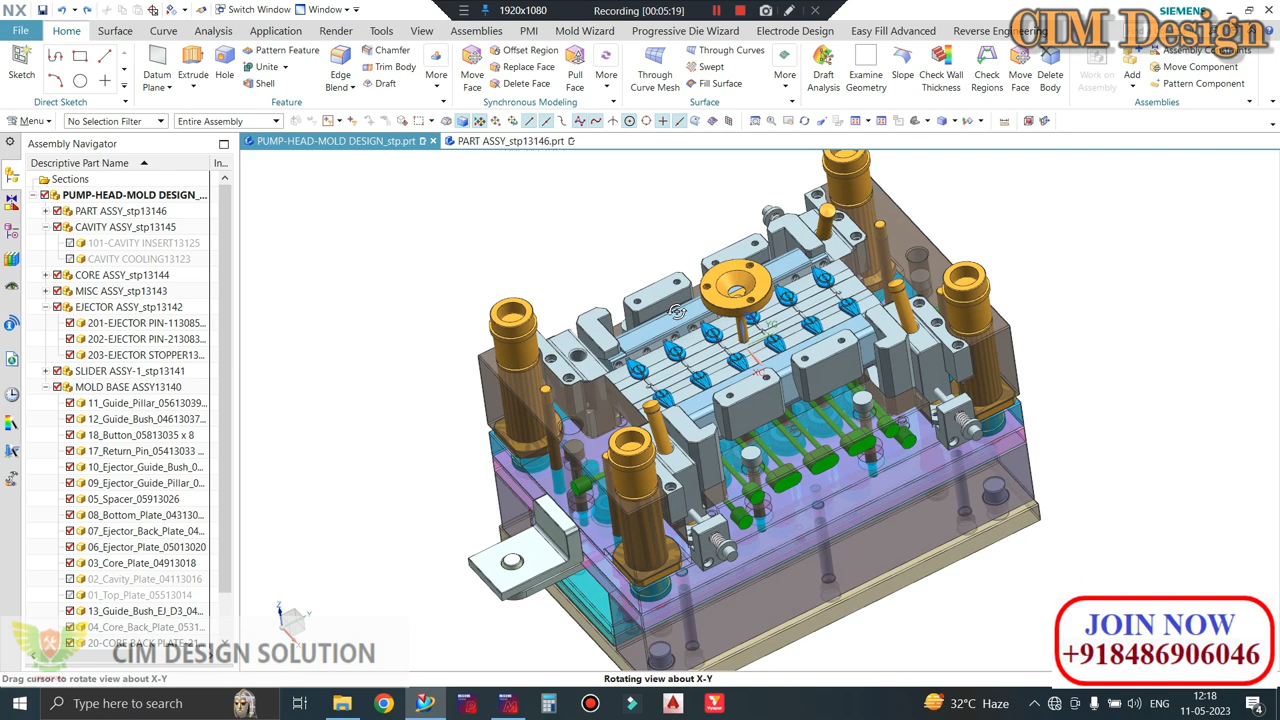 NX
Switch Window
Window
1920x1080
Recording [00:05:19]
SIEMENS
CIM Design
File
Home
Surface
Curve
Analysis
Application
Render
Tools
View
Assemblies
PMI
Mold Wizard
Progressive Die Wizard
Electrode Design
Easy Fill Advanced
Reverse Engineering
Sketch
Direct Sketch
Datum Plane
Extrude
Hole
Pattern Feature
Unite
Shell
Edge Blend
Chamfer
Trim Body
Draft
More
Feature
Move Face
Offset Region
Replace Face
Delete Face
Pull Face
More
Synchronous Modeling
Through Curve Mesh
Through Curves
Swept
Fill Surface
More
Surface
Draft Analysis
Examine Geometry
Slope
Check Wall Thickness
Check Regions
Move Face
Delete Body
Work on Assembly
Add
Assembly Constraints
Move Component
Pattern Component
Assemblies
Menu
No Selection Filter
Entire Assembly
Assembly Navigator
PUMP-HEAD-MOLD DESIGN_stp.prt
PART ASSY_stp13146.prt
Descriptive Part Name
In...
Sections
PUMP-HEAD-MOLD DESIGN_...
PART ASSY_stp13146
CAVITY ASSY_stp13145
101-CAVITY INSERT13125
CAVITY COOLING13123
CORE ASSY_stp13144
MISC ASSY_stp13143
EJECTOR ASSY_stp13142
201-EJECTOR PIN-113085...
202-EJECTOR PIN-213083...
203-EJECTOR STOPPER13...
SLIDER ASSY-1_stp13141
MOLD BASE ASSY13140
11_Guide_Pillar_05613039...
12_Guide_Bush_04613037...
18_Button_05813035 x 8
17_Return_Pin_05413033 ...
10_Ejector_Guide_Bush_0...
09_Ejector_Guide_Pillar_0...
05_Spacer_05913026
08_Bottom_Plate_043130...
07_Ejector_Back_Plate_04...
06_Ejector_Plate_05013020
03_Core_Plate_04913018
02_Cavity_Plate_04113016
01_Top_Plate_05513014
13_Guide_Bush_EJ_D3_04...
04_Core_Back_Plate_0531...
20-CORE BACK PLATE-21...
YC
XC
Z
Y
X
CIM DESIGN SOLUTION
JOIN NOW
+918486906046
Drag cursor to rotate view about X-Y
Rotating view about X-Y
Type here to search
32°C Haze
ENG
12:18
11-05-2023
4